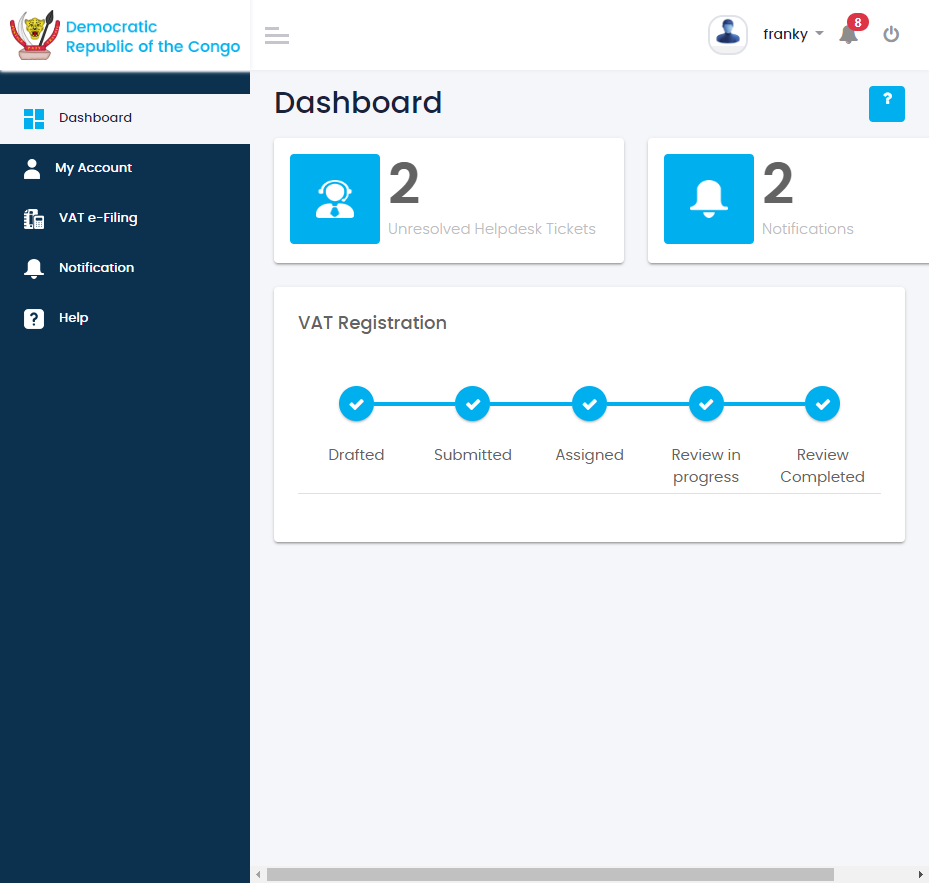 Democratic
Republic of the Congo
franky
8
Dashboard
My Account
VAT e-Filing
Notification
Help
Dashboard
?
2
Unresolved Helpdesk Tickets
2
Notifications
VAT Registration
Drafted
Submitted
Assigned
Review in
progress
Review
Completed